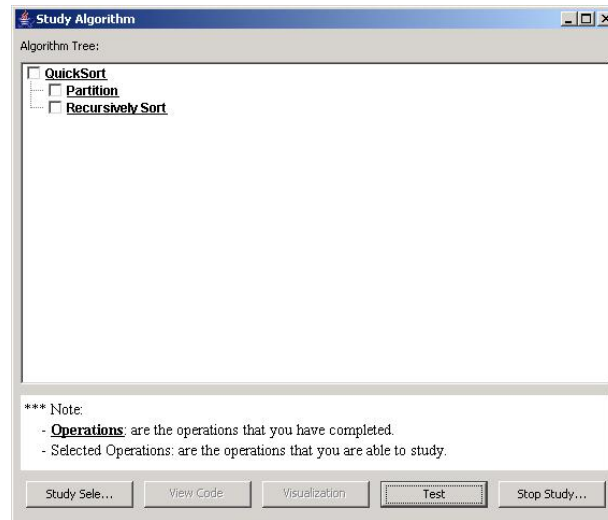 Study Algorithm
Algorithm Tree:
QuickSort
Partition
Recursively Sort
*** Note:
- Operations: are the operations that you have completed.
- Selected Operations: are the operations that you are able to study.
Study Sele... View Code Visualization Test Stop Study...